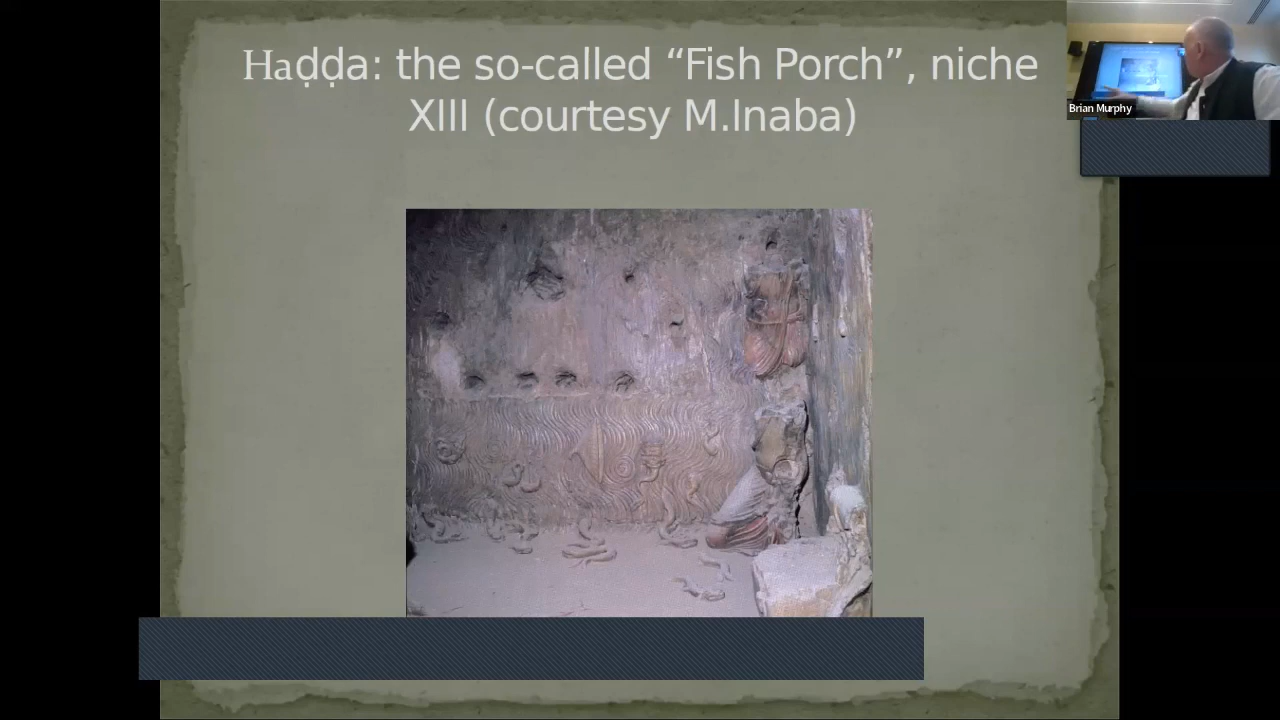 Haḍḍa: the so-called “Fish Porch”, niche
XIII (courtesy M.Inaba)
Brian Murphy